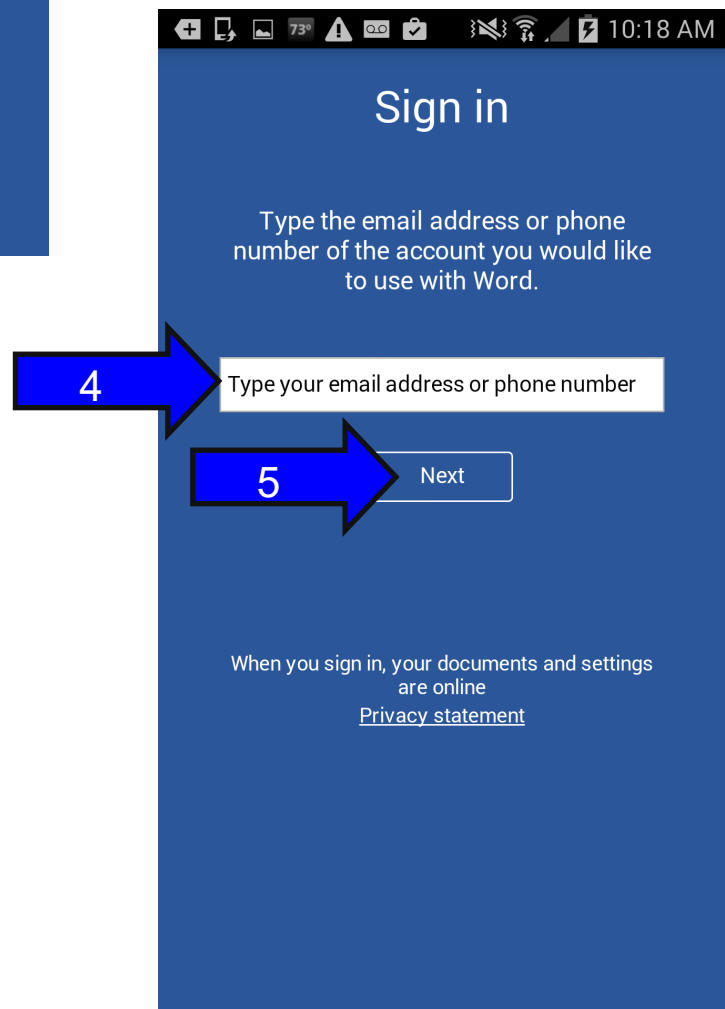 73° 10:18 AM
Sign in
Type the email address or phone
number of the account you would like
to use with Word.
4
Type your email address or phone number
5
Next
When you sign in, your documents and settings
are online
Privacy statement